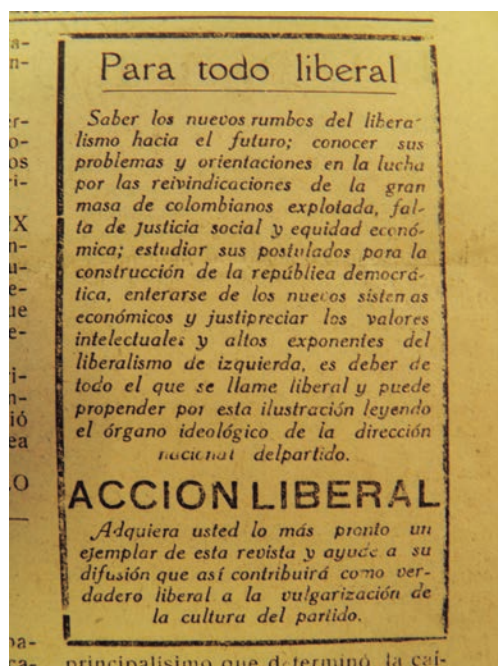 Para todo liberal
Saber los nuevos rumbos del libera-
lismo hacia el futuro; conocer sus
problemas y orientaciones en la lucha
por las reivindicaciones de la gran
masa de colombianos explotada, fal-
ta de justicia social y equidad econó-
mica; estudiar sus postulados para la
construcción de la república democrá-
tica, enterarse de los nuevos sistemas
económicos y justipreciar los valores
intelectuales y altos exponentes del
liberalismo de izquierda, es deber de
todo el que se llame liberal y puede
propender por esta ilustración leyendo
el órgano ideológico de la dirección
nacional delpartido.
ACCION LIBERAL
Adquiera usted lo más pronto un
ejemplar de esta revista y ayude a su
difusión que así contribuirá como ver-
dadero liberal a la vulgarización de
la cultura del partido.
principalísimo que determinó la caí-